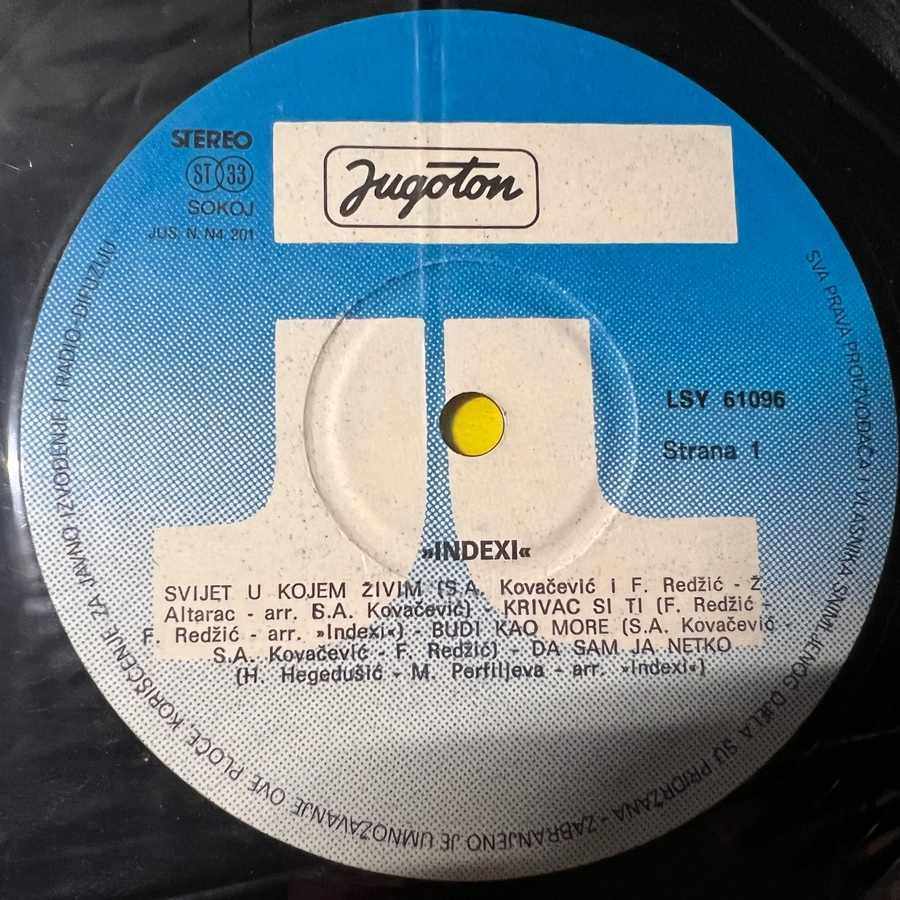 STEREO
ST 33
SOKOJ
JUS. N. N4 201
Jugoton
LSY 61096
Strana 1
»INDEXI«
SVIJET U KOJEM ŽIVIM (S.A. Kovačević i F. Redžić - Ž
Altarac - arr. S.A. Kovačević) - KRIVAC SI TI (F. Redžić -
F. Redžić - arr. »Indexi«) - BUDI KAO MORE (S.A. Kovačević
S.A. Kovačević - F. Redžić) - DA SAM JA NETKO
(H. Hegedušić - M. Perfiljeva - arr. »Indexi«)
SVA PRAVA PROIZVOĐAČA I VLASNIKA SNIMLJENOG DJELA SU PRIDRŽANA - ZABRANJENO JE UMNOŽAVANJE OVE PLOČE, KORIŠĆENJE ZA JAVNO IZVOĐENJE I RADIO-DIFUZIJU